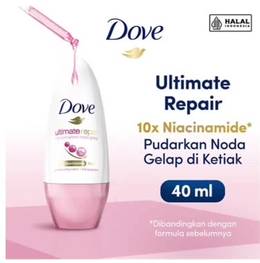 Dove
HALAL
INDONESIA
Dove
ultimate repair
Ultimate
Repair
10x Niacinamide*
Pudarkan Noda
Gelap di Ketiak
40 ml
*Dibandingkan dengan
formula sebelumnya